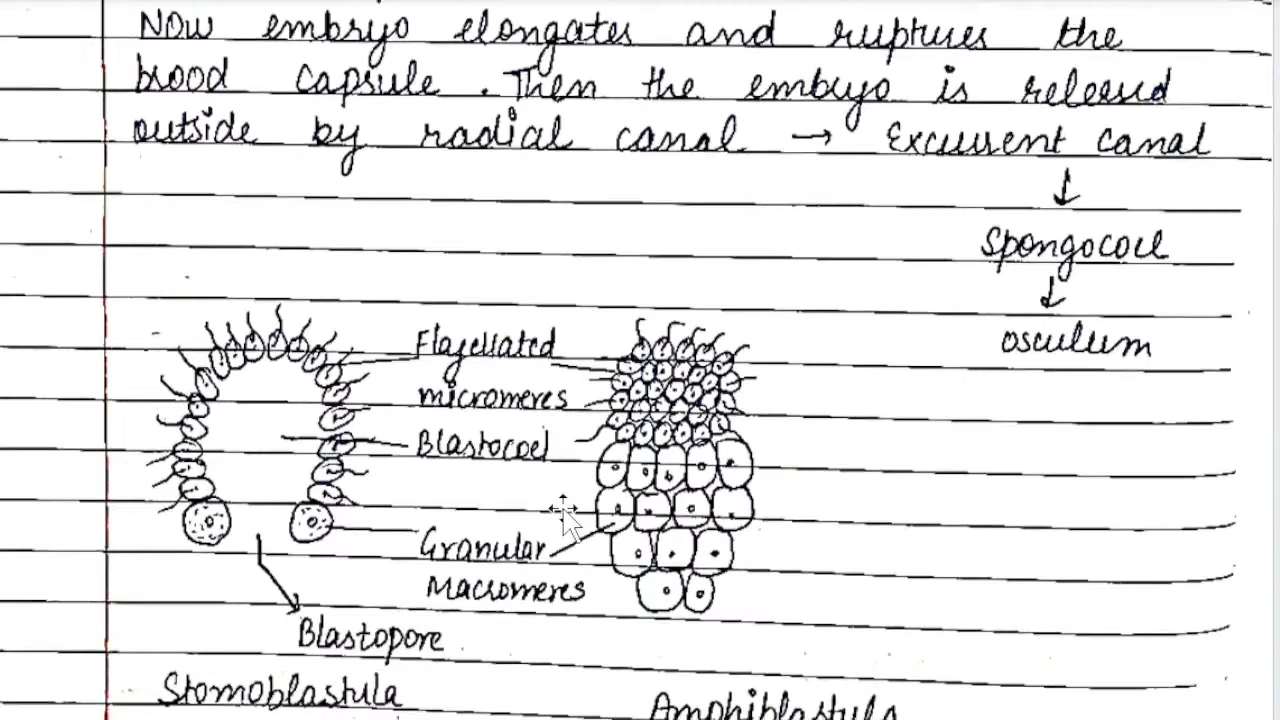 Now embryo elongates and ruptures the
brood capsule. Then the embryo is released
outside by radial canal → Excurrent canal
↓
Spongocoel
↓
osculum
Flagellated
micromeres
Blastocoel
Granular
Macromeres
Blastopore
Stomoblastula
Amphiblastula